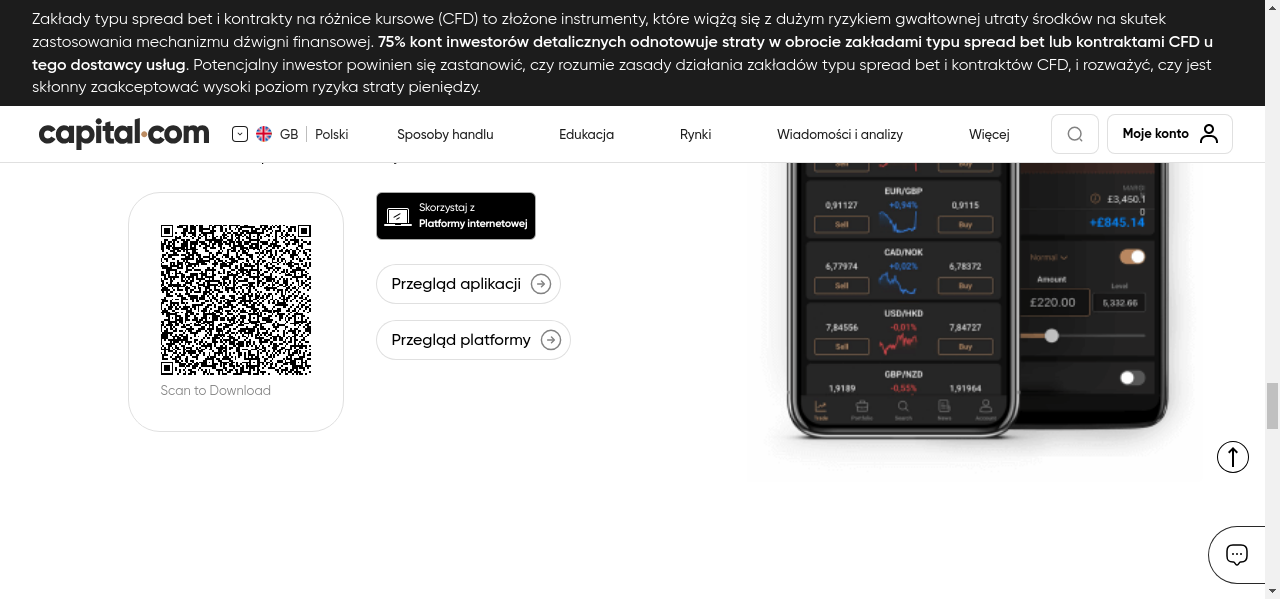 Zakłady typu spread bet i kontrakty na różnice kursowe (CFD) to złożone instrumenty, które wiążą się z dużym ryzykiem gwałtownej utraty środków na skutek
zastosowania mechanizmu dźwigni finansowej. 75% kont inwestorów detalicznych odnotowuje straty w obrocie zakładami typu spread bet lub kontraktami CFD u
tego dostawcy usług. Potencjalny inwestor powinien się zastanowić, czy rozumie zasady działania zakładów typu spread bet i kontraktów CFD, i rozważyć, czy jest
skłonny zaakceptować wysoki poziom ryzyka straty pieniędzy.
capital.com
GB
Polski
Sposoby handlu
Edukacja
Rynki
Wiadomości i analizy
Więcej
Moje konto
Skorzystaj z
Platformy internetowej
Przegląd aplikacji
Przegląd platformy
Scan to Download
EUR/GBP
0,91127 +0,94% 0,9115
Sell Buy
CAD/NOK
6,77974 +0,02% 6,78372
Sell Buy
USD/HKD
7,84556 -0,01% 7,84727
Sell Buy
GBP/NZD
1,9189 -0,55% 1,91964
Trade Portfolio Search News Account
+£845.14
Normal
Amount
Level
£220.00
5,332.66